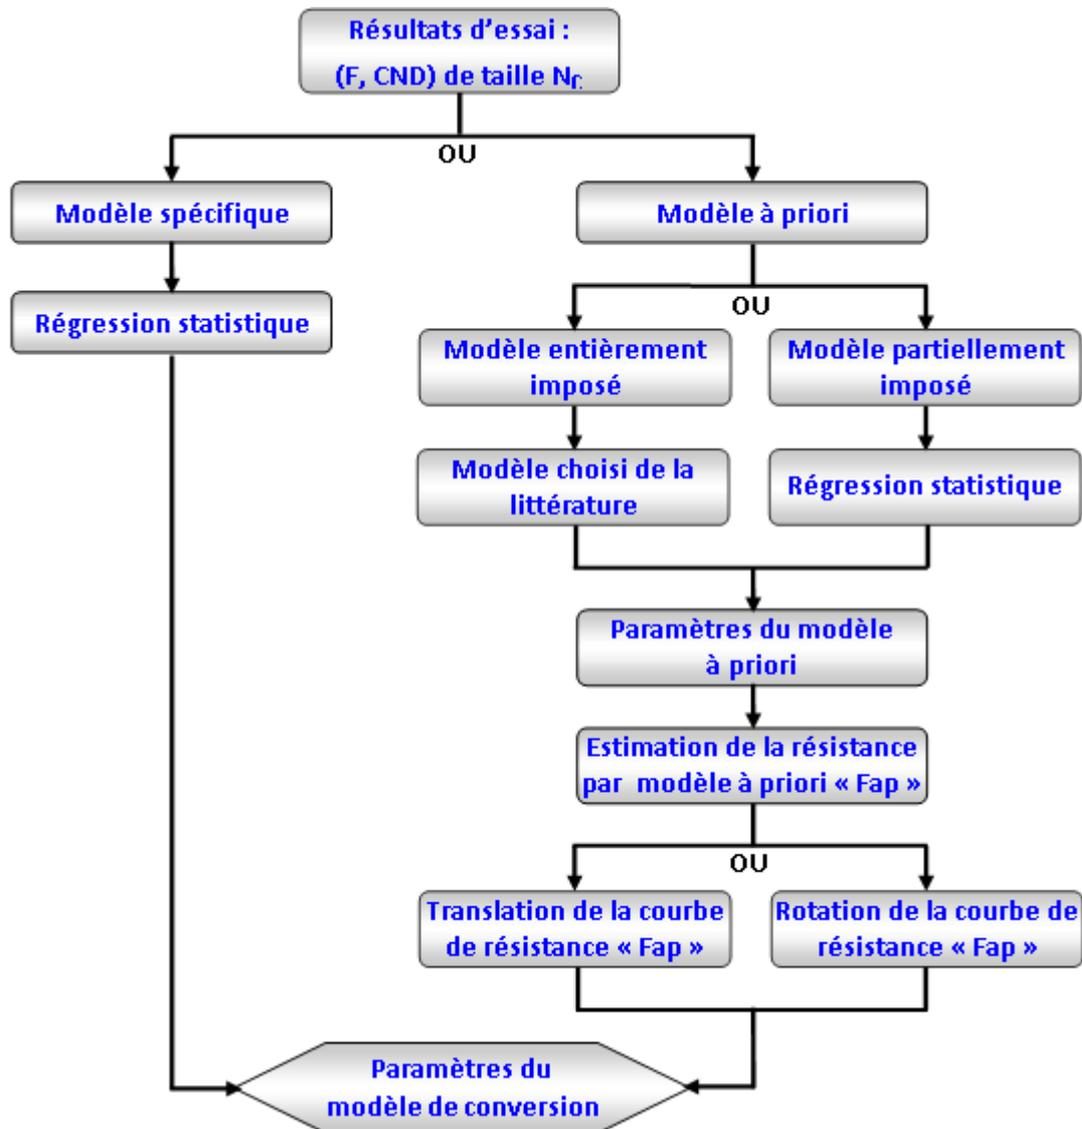 Résultats d'essai :
(F, CND) de taille Nf:
OU
Modèle spécifique
Modèle à priori
Régression statistique
OU
Modèle entièrement
imposé
Modèle partiellement
imposé
Modèle choisi de la
littérature
Régression statistique
Paramètres du modèle
à priori
Estimation de la résistance
par modèle à priori « Fap »
OU
Translation de la courbe
de résistance « Fap »
Rotation de la courbe de
résistance « Fap »
Paramètres du
modèle de conversion